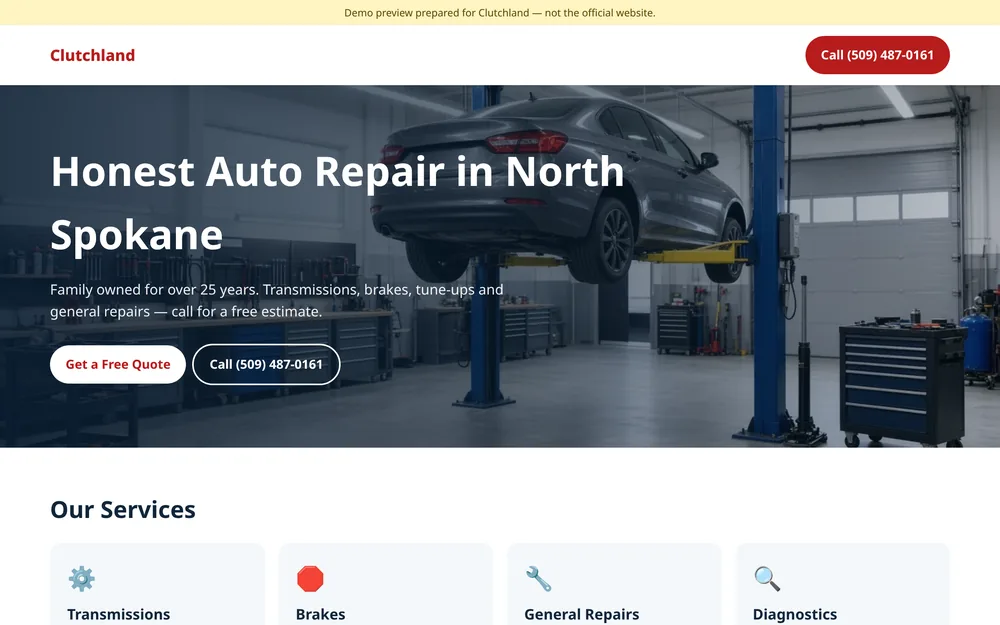 Demo preview prepared for Clutchland — not the official website.
Clutchland
Call (509) 487-0161
Honest Auto Repair in North
Spokane
Family owned for over 25 years. Transmissions, brakes, tune-ups and
general repairs — call for a free estimate.
Get a Free Quote
Call (509) 487-0161
Our Services
Transmissions
Brakes
General Repairs
Diagnostics